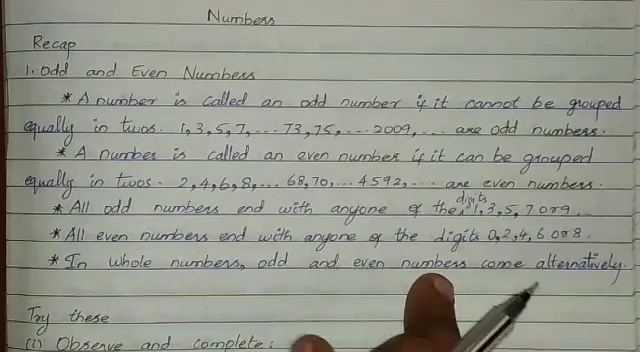 Numbers
Recap
1. Odd and Even Numbers
* A number is called an odd number if it cannot be grouped
equally in twos. 1, 3, 5, 7, ... 73, 75, ... 2009, ... are odd numbers.
* A number is called an even number if it can be grouped
equally in twos. 2, 4, 6, 8, ... 68, 70, ... 4592, ... are even numbers.
* All odd numbers end with anyone of the digits 1, 3, 5, 7 or 9.
* All even numbers end with anyone of the digits 0, 2, 4, 6 or 8.
* In whole numbers, odd and even numbers come alternatively.
Try these
(i) Observe and complete: